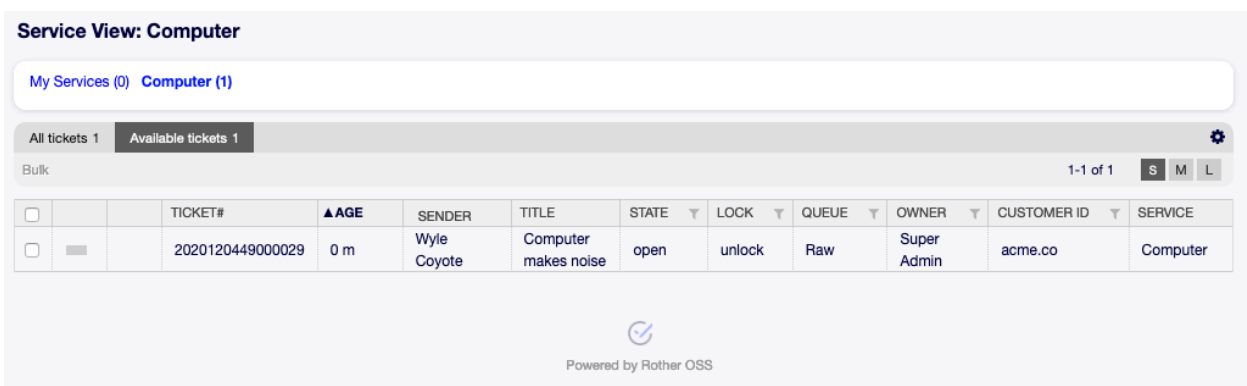 Service View: Computer
My Services (0) Computer (1)
All tickets 1 Available tickets 1
Bulk 1-1 of 1 S M L
TICKET# ▲AGE SENDER TITLE STATE LOCK QUEUE OWNER CUSTOMER ID SERVICE
2020120449000029 0 m Wyle Coyote Computer makes noise open unlock Raw Super Admin acme.co Computer
Powered by Rother OSS